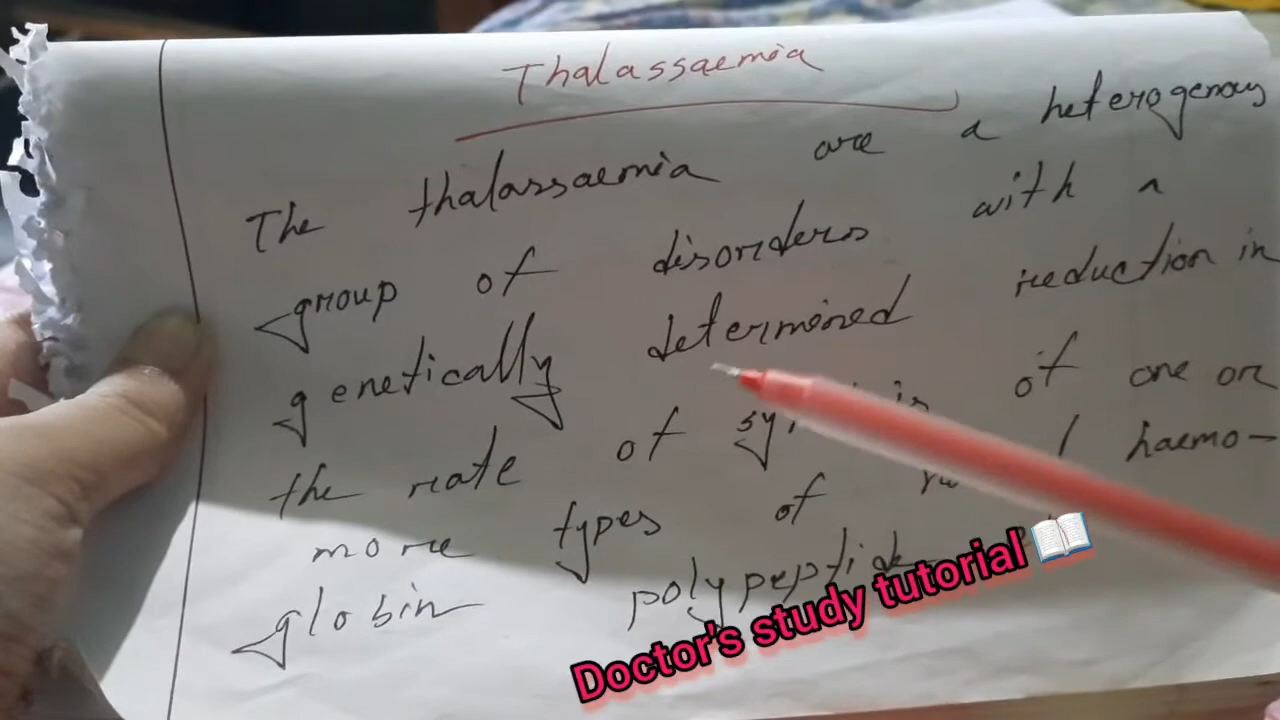 Thalassaemia
The thalassaemia are a heterogenous
group of disorders with a
genetically determined reduction in
the rate of of one or
more types of haemo-
globin polypeptide
Doctor's study tutorial 📖